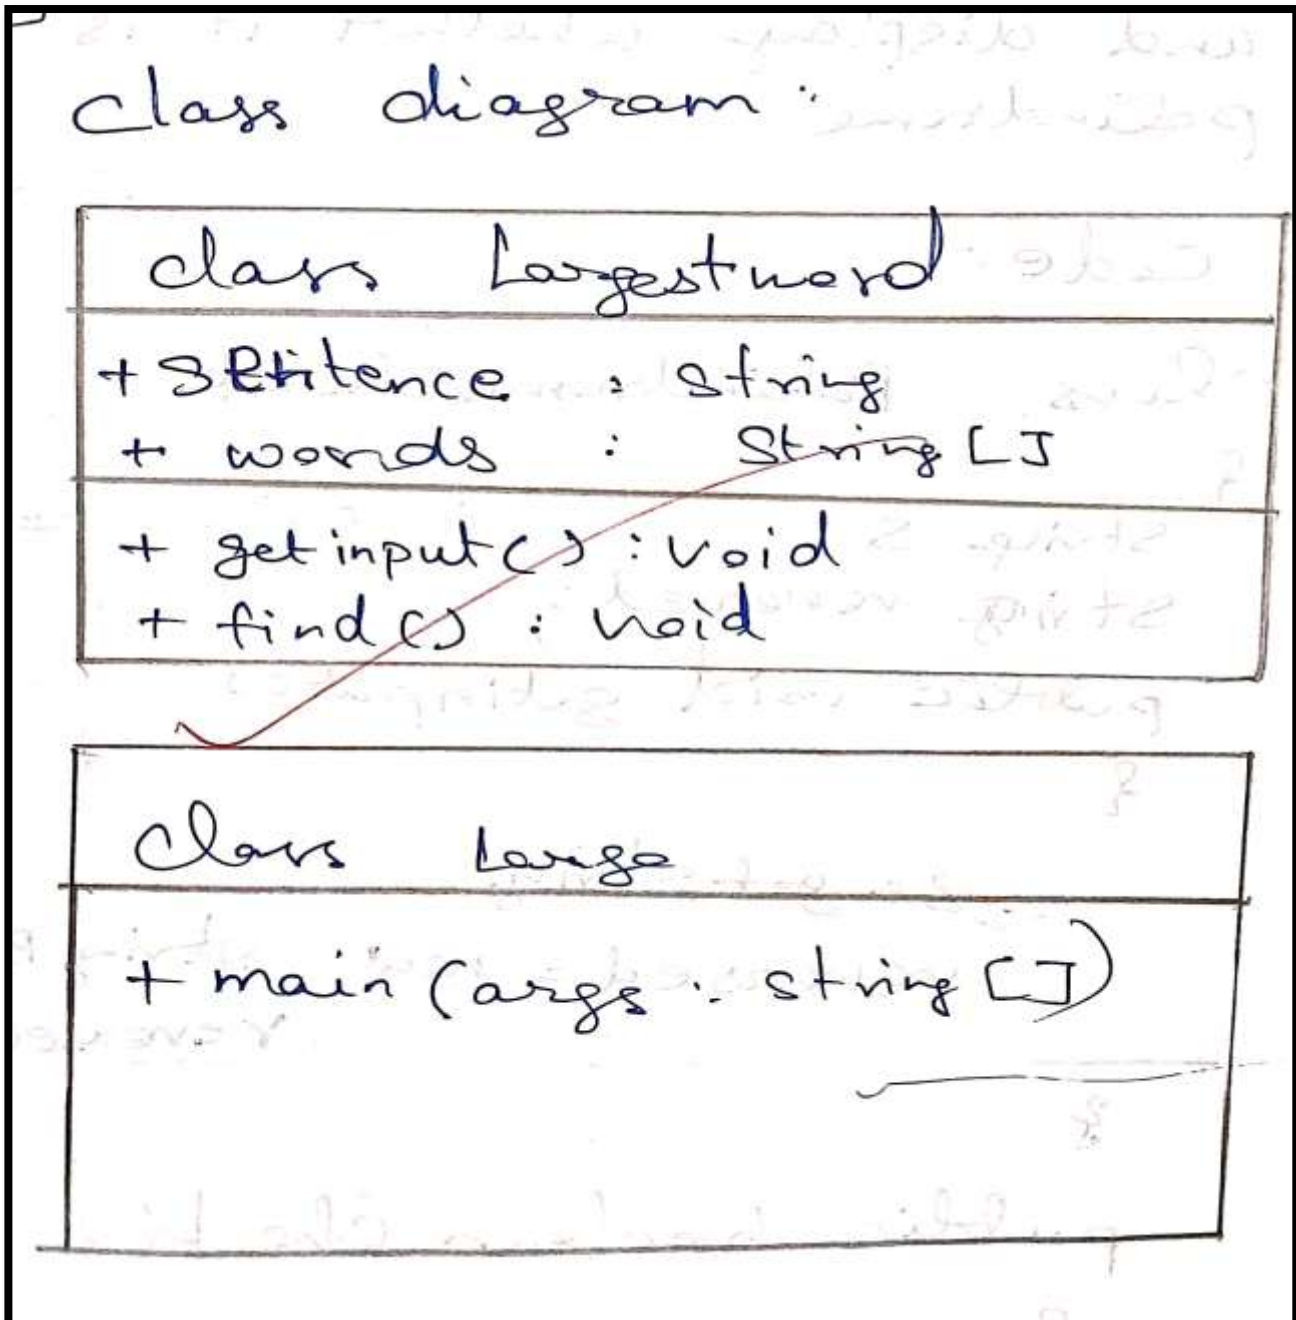 class diagram :
class Largestword
+ Sentence : string
+ words : String []
+ getinput() : void
+ find() : void
class Large
+ main (args : string [])